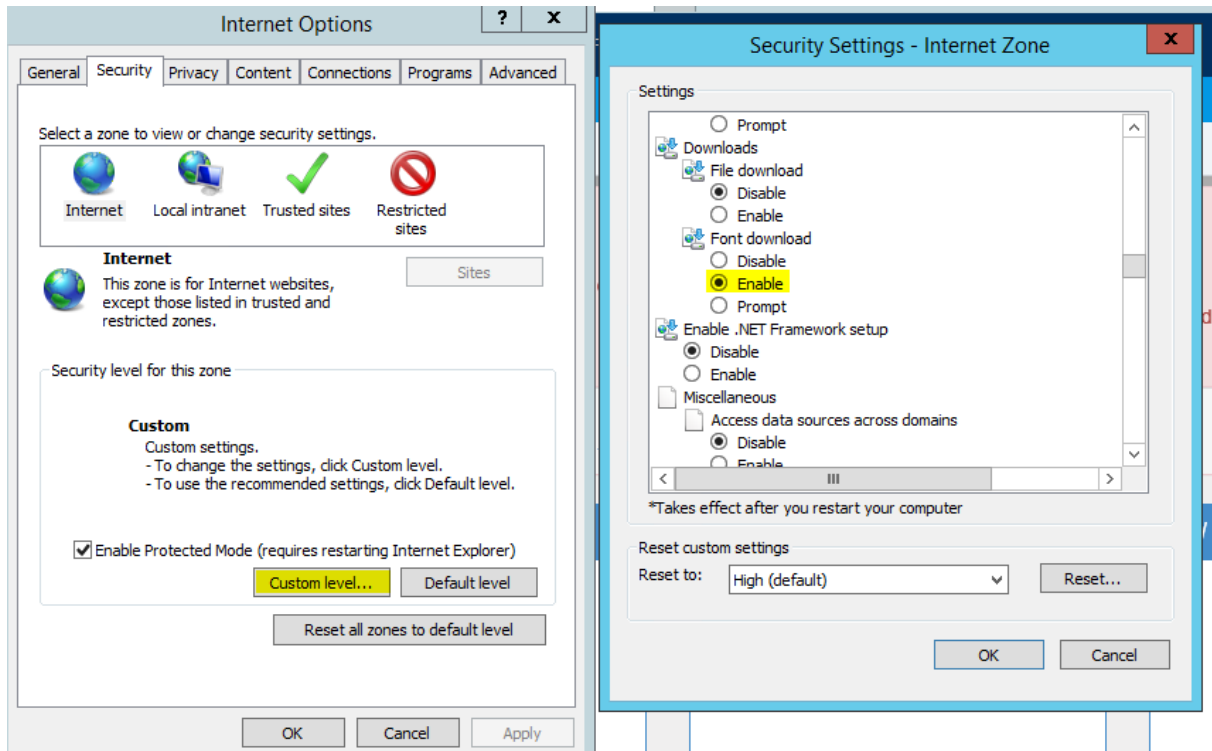 Internet Options
? x
General Security Privacy Content Connections Programs Advanced
Select a zone to view or change security settings.
Internet
Local intranet
Trusted sites
Restricted
sites
Internet
This zone is for Internet websites,
except those listed in trusted and
restricted zones.
Sites
Security level for this zone
Custom
Custom settings.
- To change the settings, click Custom level.
- To use the recommended settings, click Default level.
Enable Protected Mode (requires restarting Internet Explorer)
Custom level... Default level
Reset all zones to default level
OK Cancel Apply
Security Settings - Internet Zone
x
Settings
Prompt
Downloads
File download
Disable
Enable
Font download
Disable
Enable
Prompt
Enable .NET Framework setup
Disable
Enable
Miscellaneous
Access data sources across domains
Disable
Enable
*Takes effect after you restart your computer
Reset custom settings
Reset to: High (default) Reset...
OK Cancel